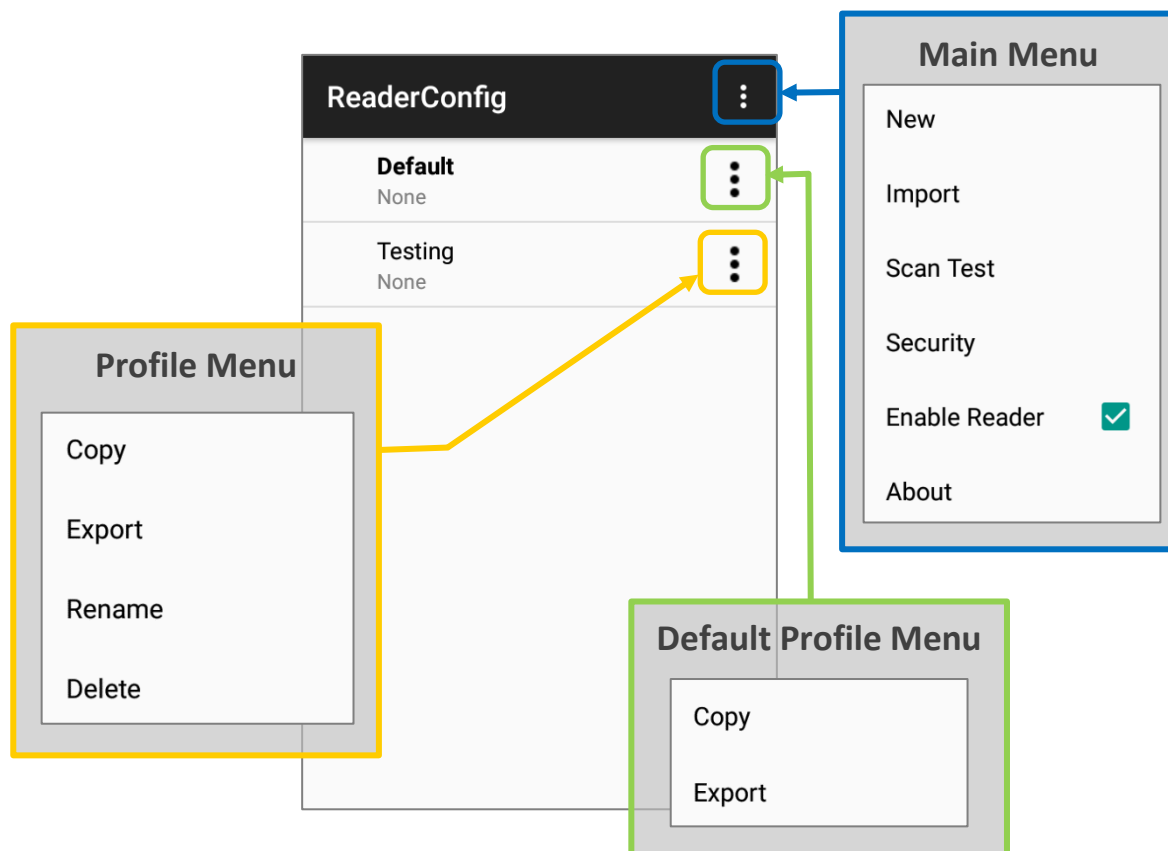 Main Menu
New
Import
Scan Test
Security
Enable Reader
About
ReaderConfig
Default
None
Testing
None
Profile Menu
Copy
Export
Rename
Delete
Default Profile Menu
Copy
Export